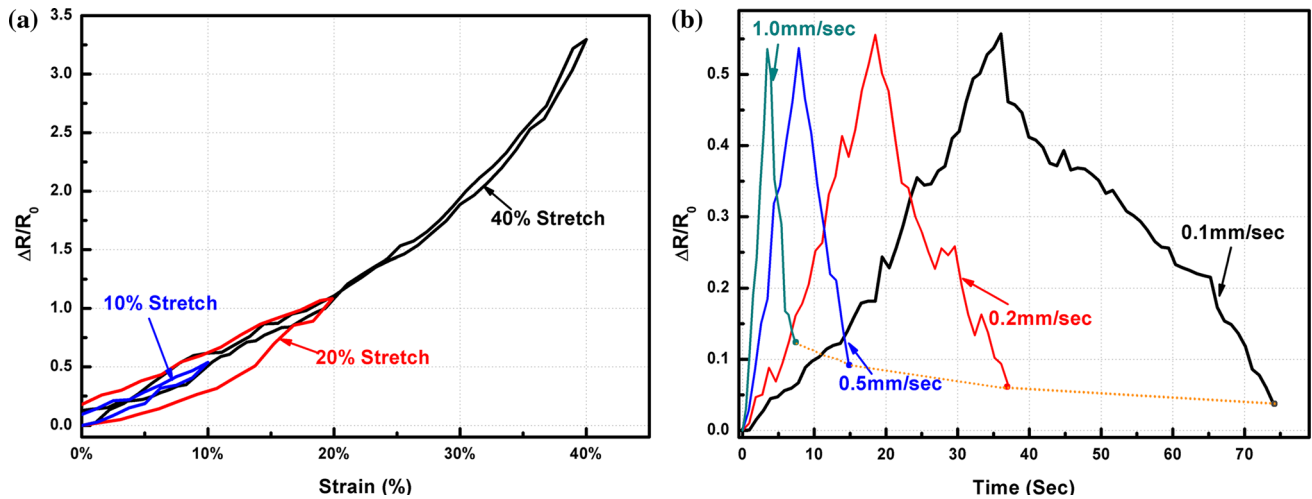 (a)
3.5
3.0
2.5
2.0
1.5
1.0
0.5
0.0
ΔR/R0
40% Stretch
10% Stretch
20% Stretch
0%
10%
20%
30%
40%
Strain (%)
(b)
0.5
0.4
0.3
0.2
0.1
0.0
ΔR/R0
1.0mm/sec
0.1mm/sec
0.2mm/sec
0.5mm/sec
0
10
20
30
40
50
60
70
Time (Sec)